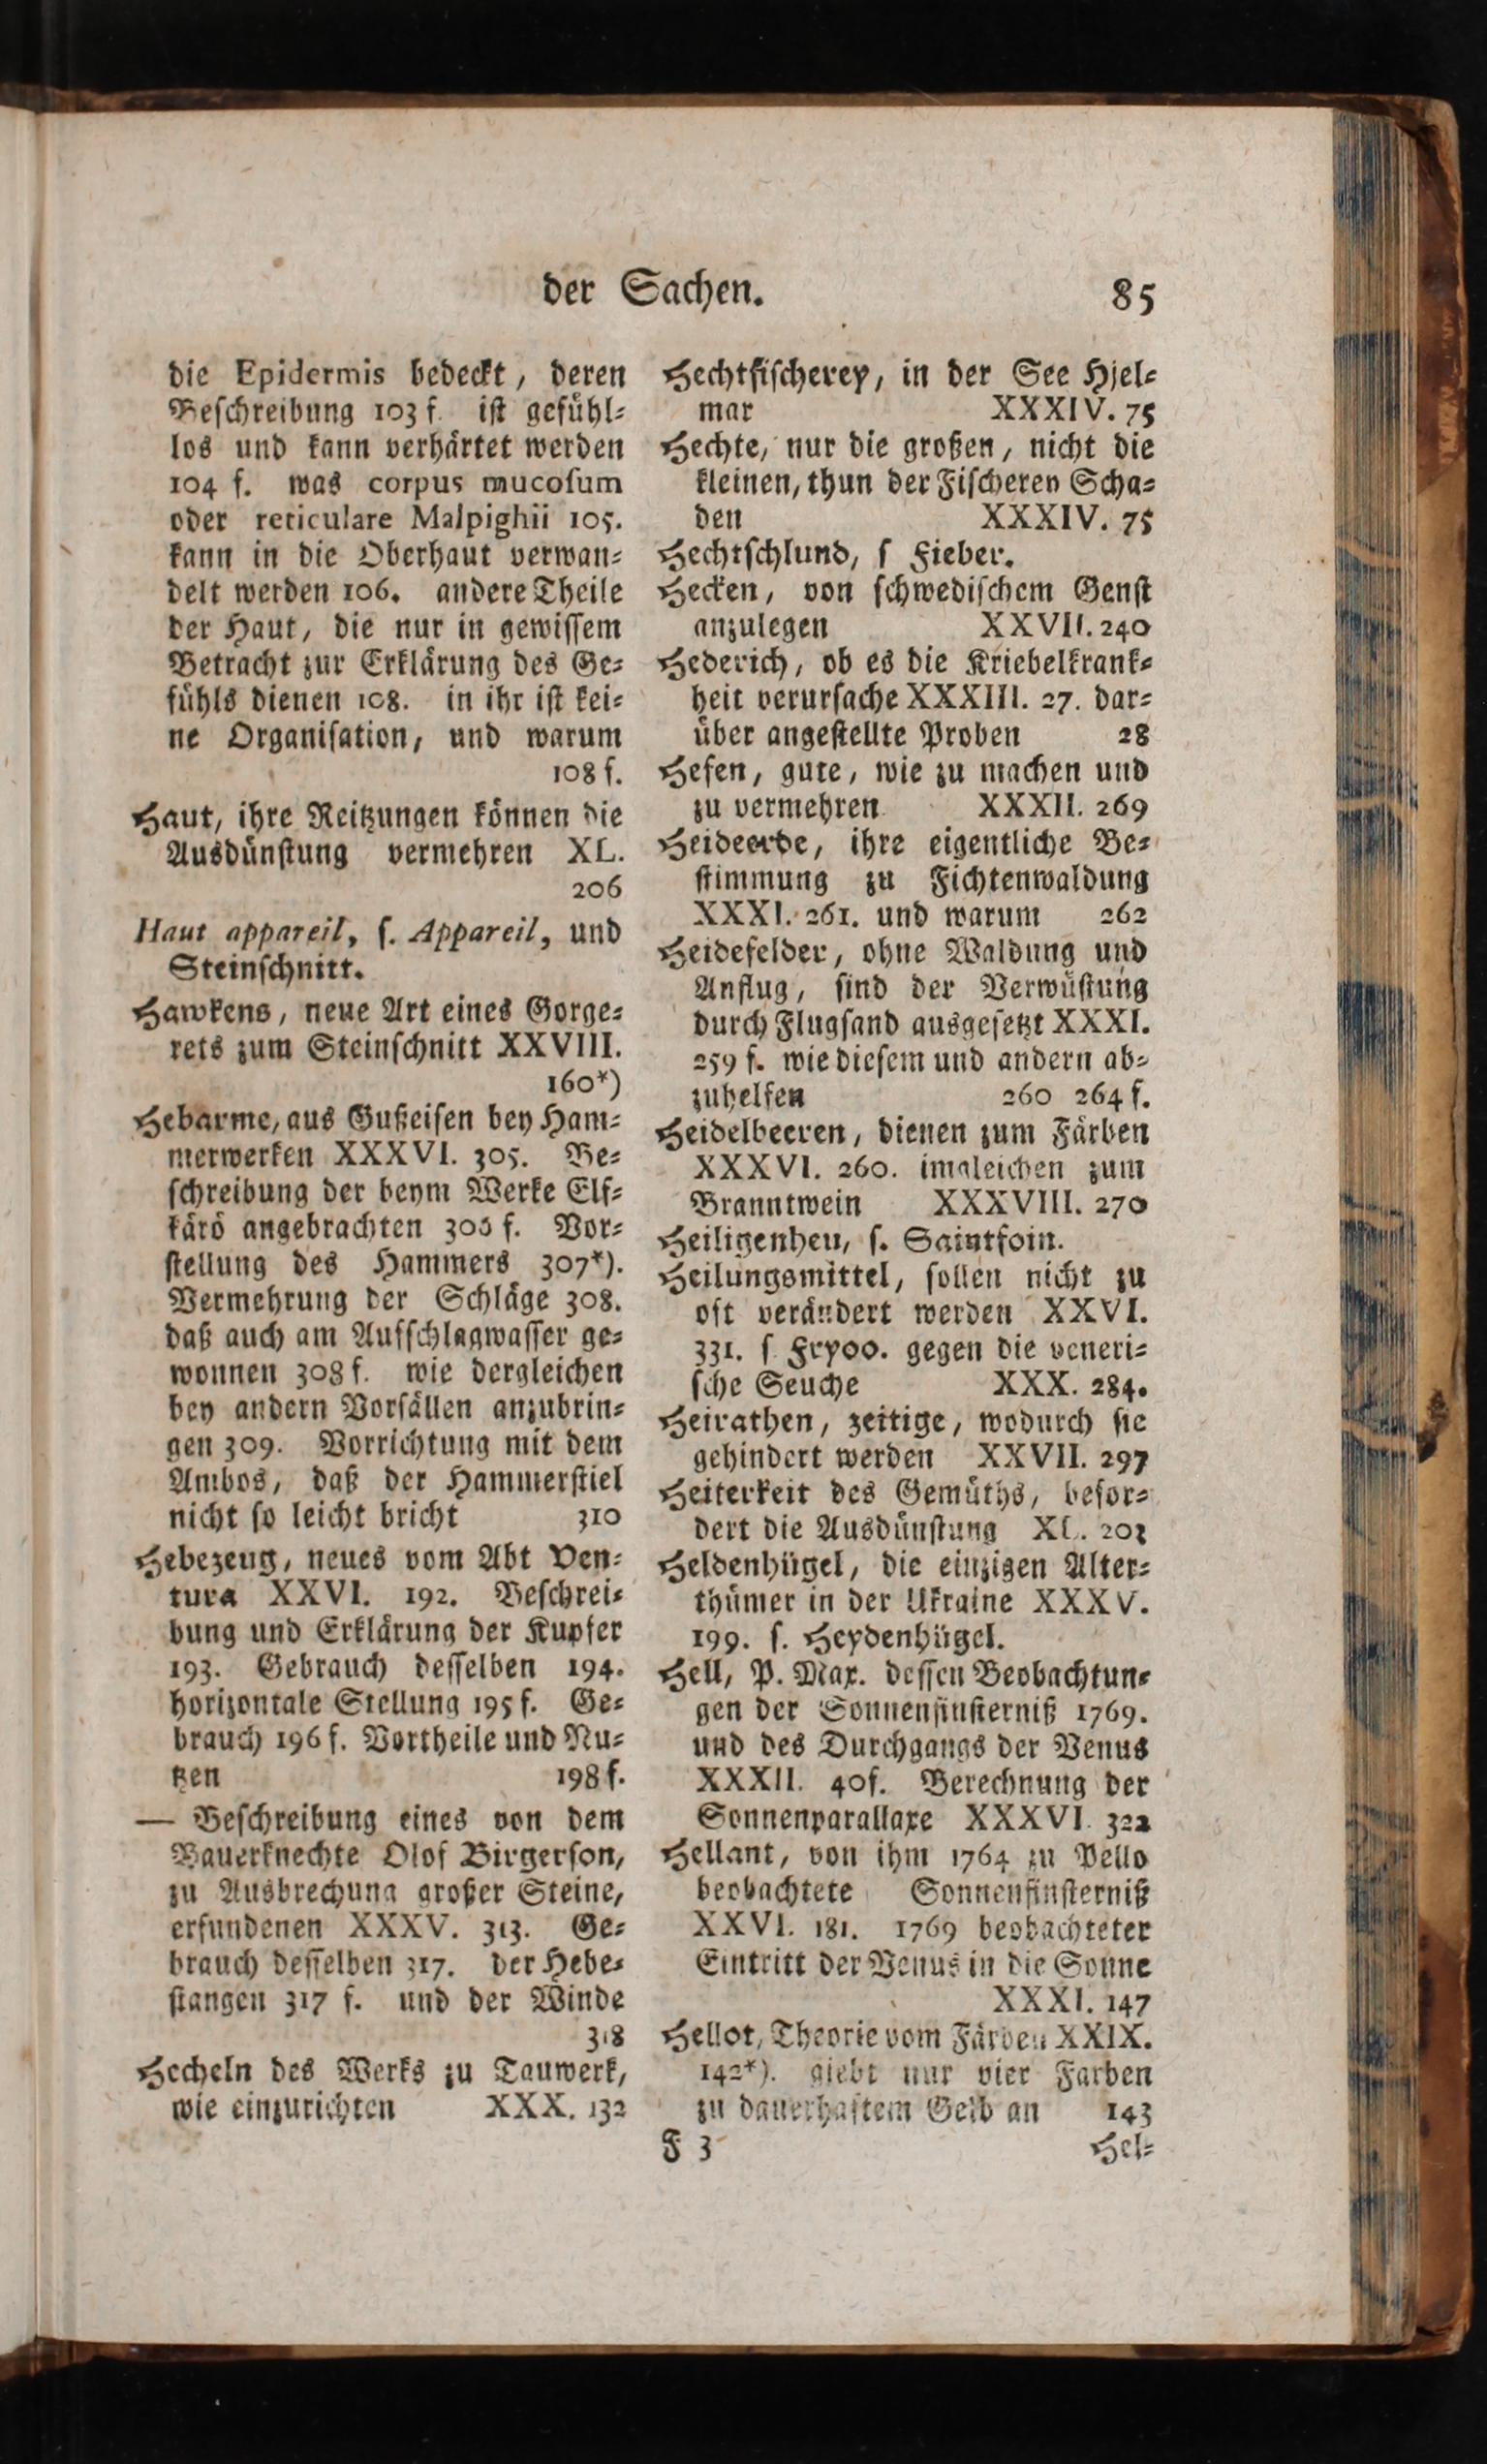 der Sachen.
85
die Epidermis bedeckt, deren
Beſchreibung 103 f. iſt gefühl⸗
los und kann verhärtet werden
104 f. was corpus mucoſum
oder reticulare Malpighii 105.
kann in die Oberhaut verwan⸗
delt werden 106. andere Theile
der Haut, die nur in gewiſſem
Betracht zur Erklärung des Ge⸗
fühls dienen 108. in ihr iſt kei⸗
ne Organiſation, und warum
108 f.
Haut, ihre Reitzungen können die
Ausdünſtung vermehren XL.
206
Haut appareil, ſ. Appareil, und
Steinſchnitt.
Hawkens, neue Art eines Gorge⸗
rets zum Steinſchnitt XXVIII.
160*)
Hebarme, aus Gußeiſen bey Ham⸗
merwerken XXXVI. 305. Be⸗
ſchreibung der beym Werke Elf⸗
kärö angebrachten 305 f. Vor⸗
ſtellung des Hammers 307*).
Vermehrung der Schläge 308.
daß auch am Aufſchlagwaſſer ge⸗
wonnen 308 f. wie dergleichen
bey andern Vorfällen anzubrin⸗
gen 309. Vorrichtung mit dem
Ambos, daß der Hammerſtiel
nicht ſo leicht bricht 310
Hebezeug, neues vom Abt Ven⸗
tura XXVI. 192. Beſchrei⸗
bung und Erklärung der Kupfer
193. Gebrauch deſſelben 194.
horizontale Stellung 195 f. Ge⸗
brauch 196 f. Vortheile und Nu⸗
tzen 198 f.
— Beſchreibung eines von dem
Bauerknechte Olof Birgerſon,
zu Ausbrechung großer Steine,
erfundenen XXXV. 313. Ge⸗
brauch deſſelben 317. der Hebe⸗
ſtangen 317 f. und der Winde
318
Hecheln des Werks zu Tauwerk,
wie einzurichten XXX. 132
Hechtfiſcherey, in der See Hjel⸗
mar XXXIV. 75
Hechte, nur die großen, nicht die
kleinen, thun der Fiſcherey Scha⸗
den XXXIV. 75
Hechtſchlund, ſ Fieber.
Hecken, von ſchwediſchem Genſt
anzulegen XXVII. 240
Hederich, ob es die Kriebelkrank⸗
heit verurſache XXXIII. 27. dar⸗
über angeſtellte Proben 28
Hefen, gute, wie zu machen und
zu vermehren XXXII. 269
Heideerde, ihre eigentliche Be⸗
ſtimmung zu Fichtenwaldung
XXXI. 261. und warum 262
Heidefelder, ohne Waldung und
Anflug, ſind der Verwüſtung
durch Flugſand ausgeſetzt XXXI.
259 f. wie dieſem und andern ab⸗
zuhelfen 260 264 f.
Heidelbeeren, dienen zum Färben
XXXVI. 260. imgleichen zum
Branntwein XXXVIII. 270
Heiligenheu, ſ. Saintfoin.
Heilungsmittel, ſollen nicht zu
oft verändert werden XXVI.
331. ſ Fryoo. gegen die veneri⸗
ſche Seuche XXX. 284.
Heirathen, zeitige, wodurch ſie
gehindert werden XXVII. 297
Heiterkeit des Gemüths, beför⸗
dert die Ausdünſtung XL. 203
Heldenhügel, die einzigen Alter⸗
thümer in der Ukraine XXXV.
199. ſ. Heydenhügel.
Hell, P. Max. deſſen Beobachtun⸗
gen der Sonnenfinſterniß 1769.
und des Durchgangs der Venus
XXXII. 40f. Berechnung der
Sonnenparallaxe XXXVI. 322
Hellant, von ihm 1764 zu Pello
beobachtete Sonnenfinſterniß
XXVI. 181. 1769 beobachteter
Eintritt der Venus in die Sonne
XXXI. 147
Hellot, Theorie vom Färben XXIX.
142*). giebt nur vier Farben
zu dauerhaftem Gelb an 143
F 3
Hel⸗